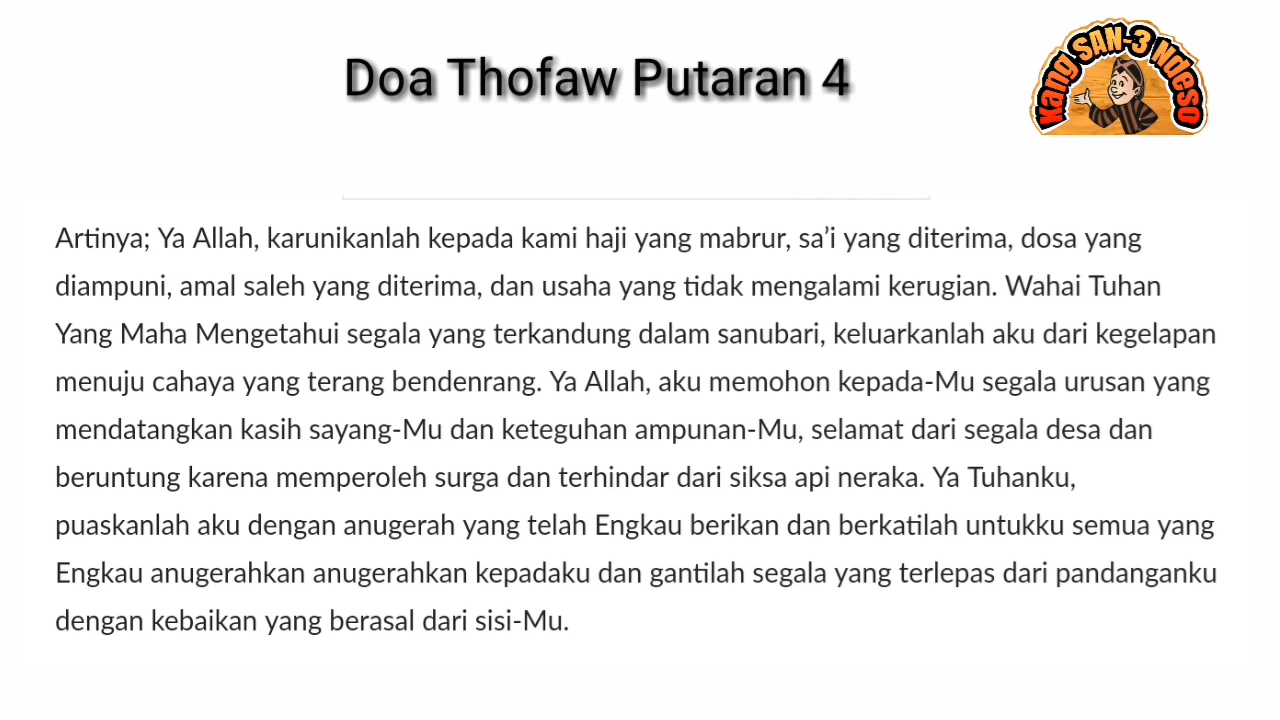 Doa Thofaw Putaran 4
Kang SAN-3 Ndeso
Artinya; Ya Allah, karunikanlah kepada kami haji yang mabrur, sa’i yang diterima, dosa yang
diampuni, amal saleh yang diterima, dan usaha yang tidak mengalami kerugian. Wahai Tuhan
Yang Maha Mengetahui segala yang terkandung dalam sanubari, keluarkanlah aku dari kegelapan
menuju cahaya yang terang bendenrang. Ya Allah, aku memohon kepada-Mu segala urusan yang
mendatangkan kasih sayang-Mu dan keteguhan ampunan-Mu, selamat dari segala desa dan
beruntung karena memperoleh surga dan terhindar dari siksa api neraka. Ya Tuhanku,
puaskanlah aku dengan anugerah yang telah Engkau berikan dan berkatilah untukku semua yang
Engkau anugerahkan anugerahkan kepadaku dan gantilah segala yang terlepas dari pandanganku
dengan kebaikan yang berasal dari sisi-Mu.